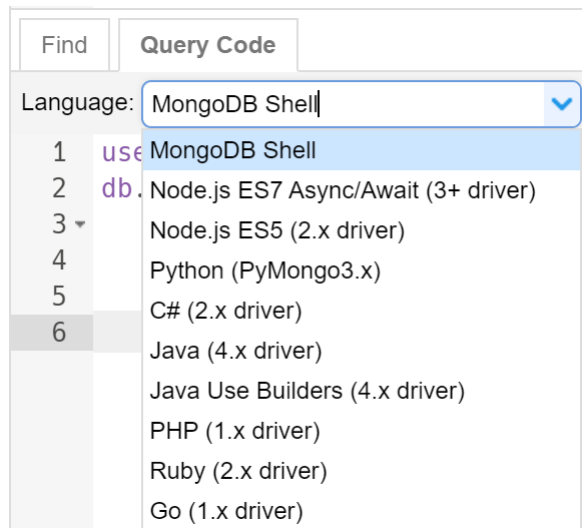 Find Query Code
Language: MongoDB Shell
1 use
2 db.
3
4
5
6
MongoDB Shell
Node.js ES7 Async/Await (3+ driver)
Node.js ES5 (2.x driver)
Python (PyMongo3.x)
C# (2.x driver)
Java (4.x driver)
Java Use Builders (4.x driver)
PHP (1.x driver)
Ruby (2.x driver)
Go (1.x driver)